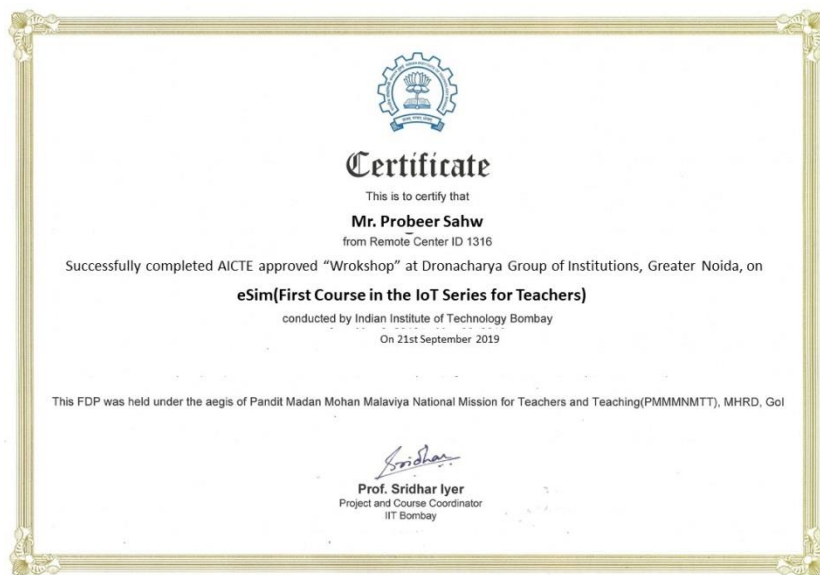 Certificate
This is to certify that
Mr. Probeer Sahw
from Remote Center ID 1316
Successfully completed AICTE approved “Wrokshop” at Dronacharya Group of Institutions, Greater Noida, on
eSim(First Course in the IoT Series for Teachers)
conducted by Indian Institute of Technology Bombay
On 21st September 2019
This FDP was held under the aegis of Pandit Madan Mohan Malaviya National Mission for Teachers and Teaching(PMMMNMTT), MHRD, GoI
Sridhar
Prof. Sridhar Iyer
Project and Course Coordinator
IIT Bombay